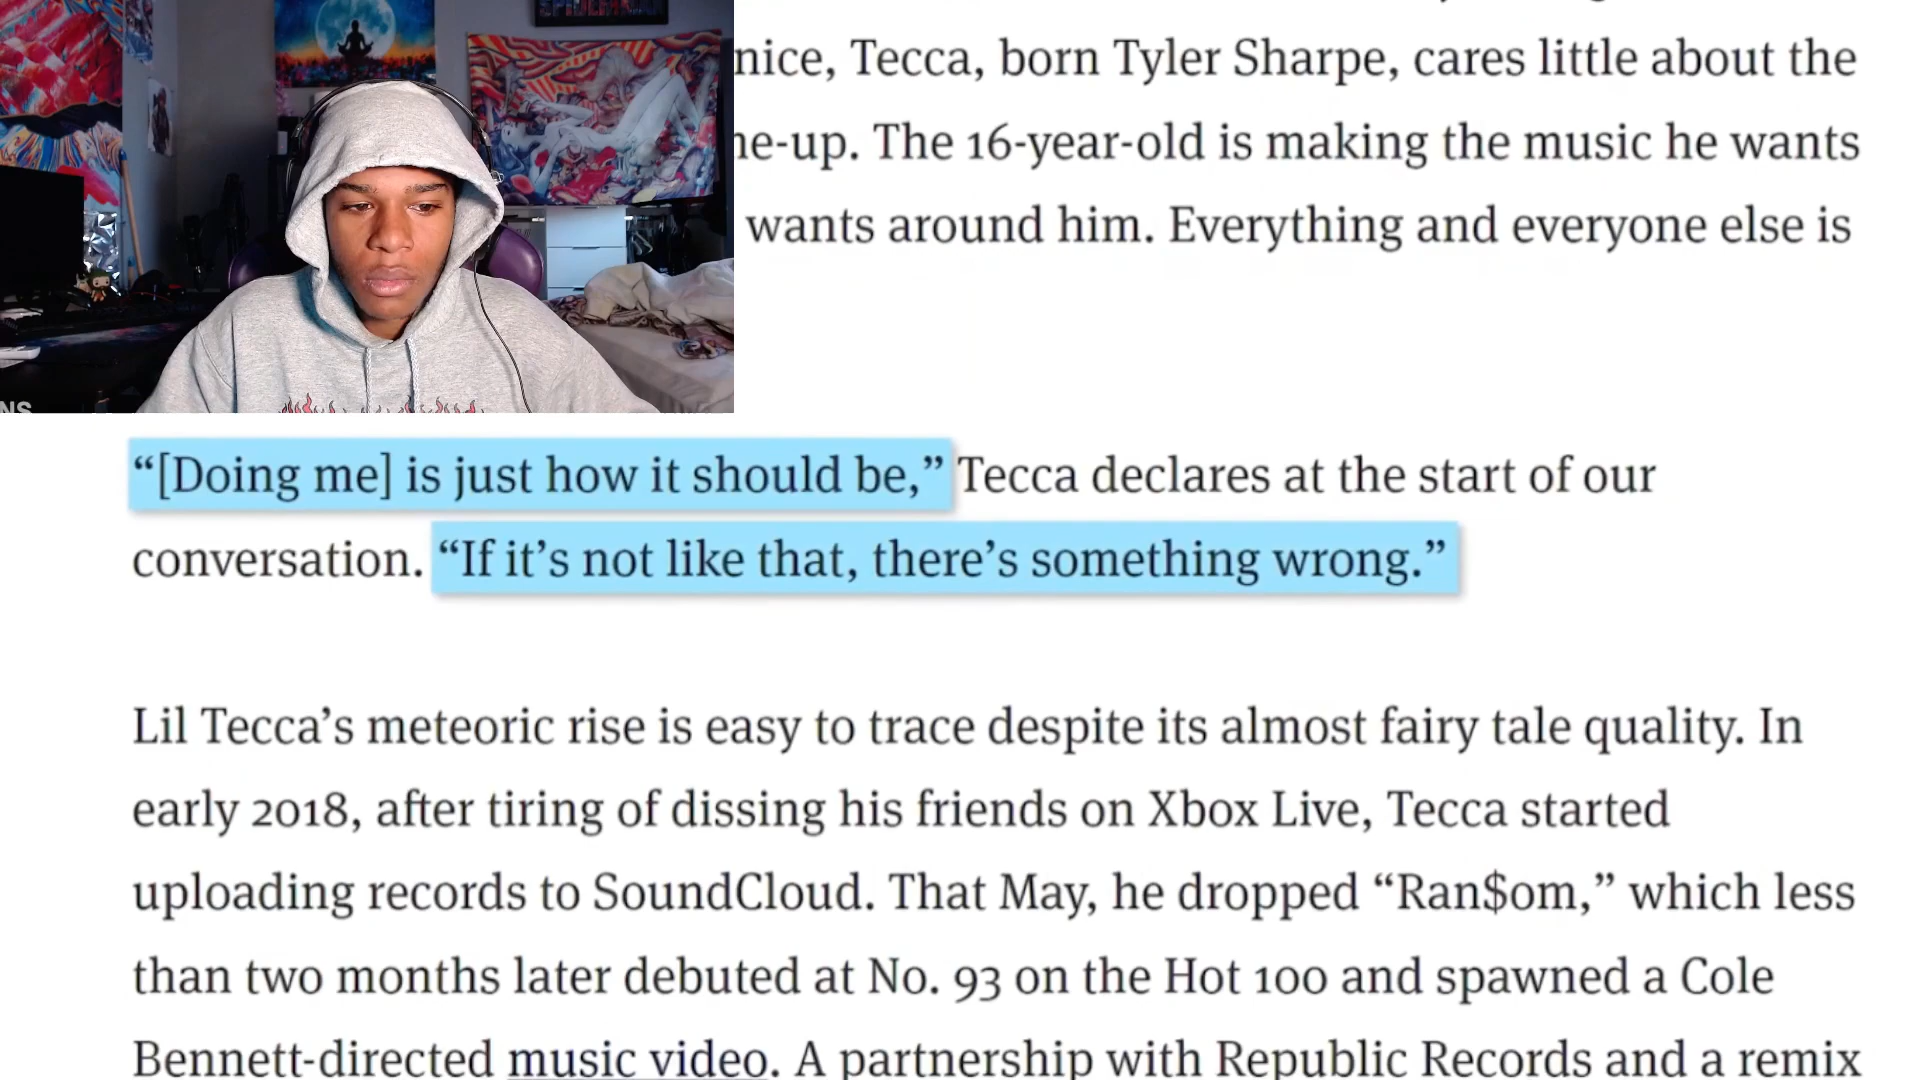 nice, Tecca, born Tyler Sharpe, cares little about the
ne-up. The 16-year-old is making the music he wants
wants around him. Everything and everyone else is
NS
“[Doing me] is just how it should be,” Tecca declares at the start of our
conversation. “If it’s not like that, there’s something wrong.”
Lil Tecca’s meteoric rise is easy to trace despite its almost fairy tale quality. In
early 2018, after tiring of dissing his friends on Xbox Live, Tecca started
uploading records to SoundCloud. That May, he dropped “Ran$om,” which less
than two months later debuted at No. 93 on the Hot 100 and spawned a Cole
Bennett-directed music video. A partnership with Republic Records and a remix